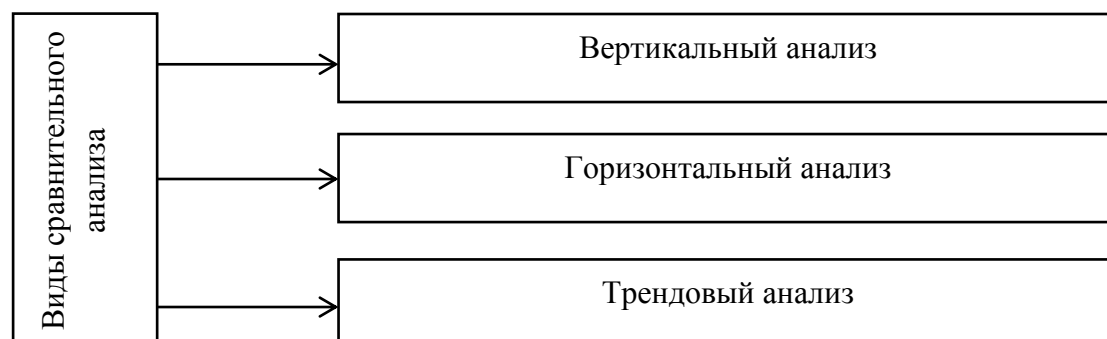 Виды сравнительного
анализа
Вертикальный анализ
Горизонтальный анализ
Трендовый анализ